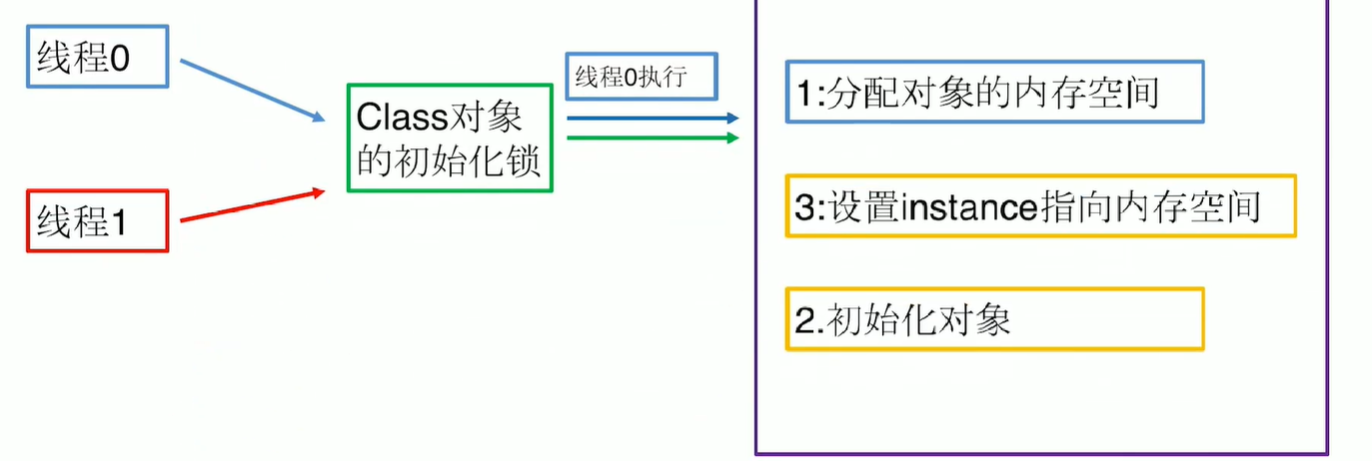 线程0
线程1
Class对象
的初始化锁
线程0执行
1:分配对象的内存空间
3:设置instance指向内存空间
2.初始化对象